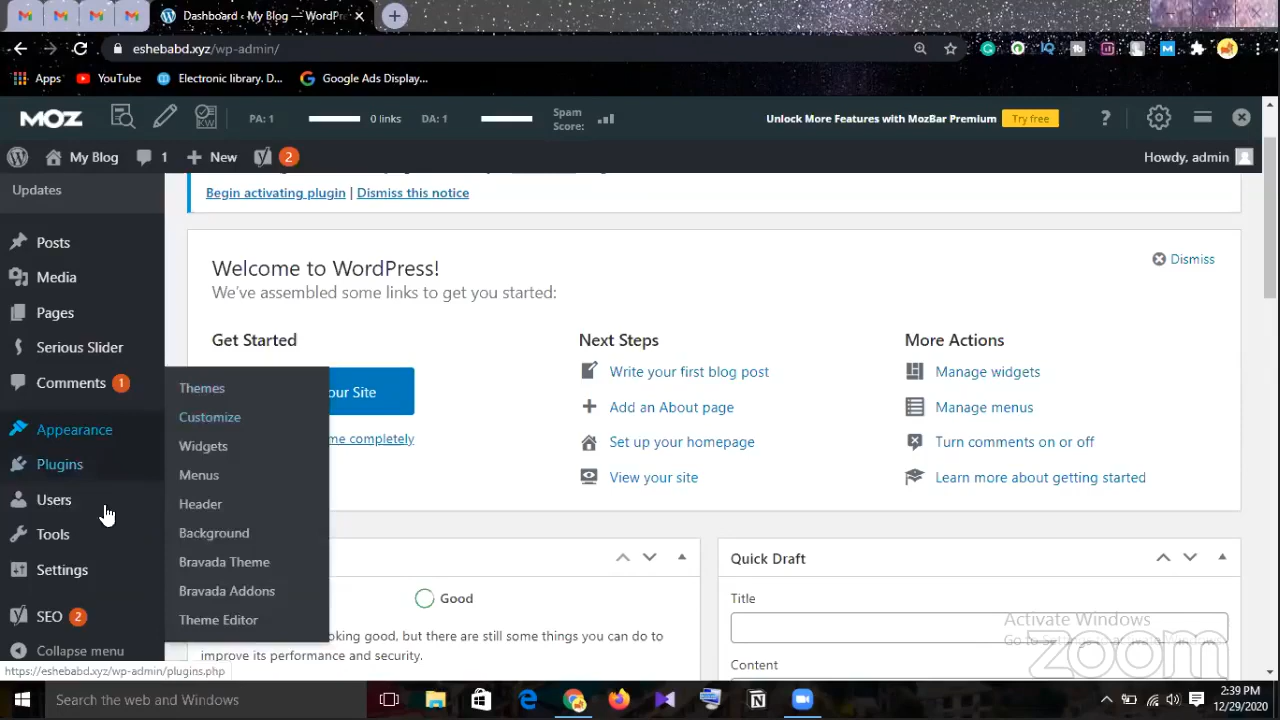 Dashboard ‹ My Blog — WordPre
eshebabd.xyz/wp-admin/
Apps YouTube Electronic library. D... Google Ads Display...
MOZ PA: 1 0 links DA: 1 Spam Score: Unlock More Features with MozBar Premium Try free ?
My Blog 1 New 2 Howdy, admin
Updates
Begin activating plugin | Dismiss this notice
Posts
Media
Pages
Serious Slider
Comments 1
Appearance
Plugins
Users
Tools
Settings
SEO 2
Collapse menu
Themes
Customize
Widgets
Menus
Header
Background
Bravada Theme
Bravada Addons
Theme Editor
Welcome to WordPress!
Dismiss
We've assembled some links to get you started:
Get Started
our Site
me completely
Next Steps
Write your first blog post
Add an About page
Set up your homepage
View your site
More Actions
Manage widgets
Manage menus
Turn comments on or off
Learn more about getting started
Good
king good, but there are still some things you can do to
improve its performance and security.
Quick Draft
Title
Content
Activate Windows
zoom
https://eshebabd.xyz/wp-admin/plugins.php
Search the web and Windows
2:39 PM
12/29/2020